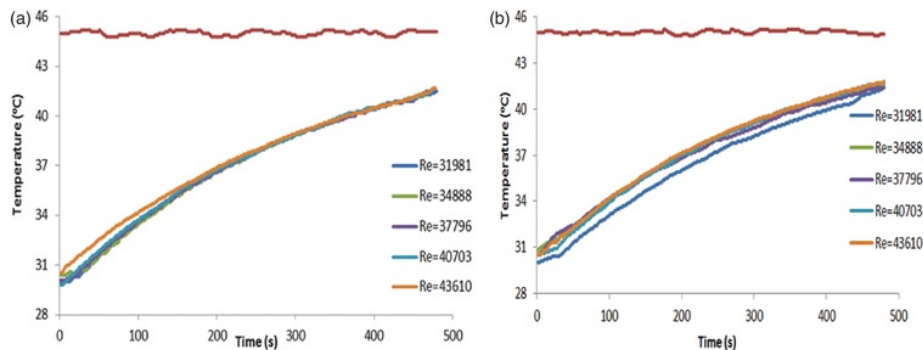 (a)
46
43
40
37
34
31
28
Temperature (°C)
0 100 200 300 400 500
Time (s)
Re=31981
Re=34888
Re=37796
Re=40703
Re=43610
(b)
46
43
40
37
34
31
28
Temperature (°C)
0 100 200 300 400 500
Time (s)
Re=31981
Re=34888
Re=37796
Re=40703
Re=43610